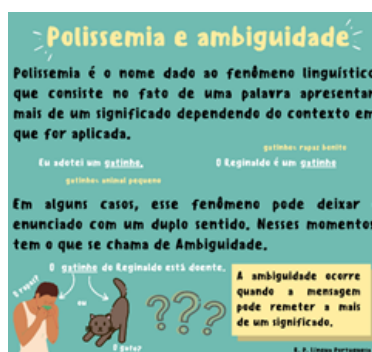 Polissemia e ambiguidade
Polissemia é o nome dado ao fenômeno linguístico
que consiste no fato de uma palavra apresentar
mais de um significado dependendo do contexto em
que for aplicada.
gatinho= rapaz bonito
Eu adotei um gatinho. O Reginaldo é um gatinho
gatinho= animal pequeno
Em alguns casos, esse fenômeno pode deixar
enunciado com um duplo sentido. Nesses momentos
tem o que se chama de Ambiguidade.
O gatinho do Reginaldo está doente.
O rapaz?
ou
O gato?
???
A ambiguidade ocorre
quando a mensagem
pode remeter a mais
de um significado.
R. P. Língua Portuguesa